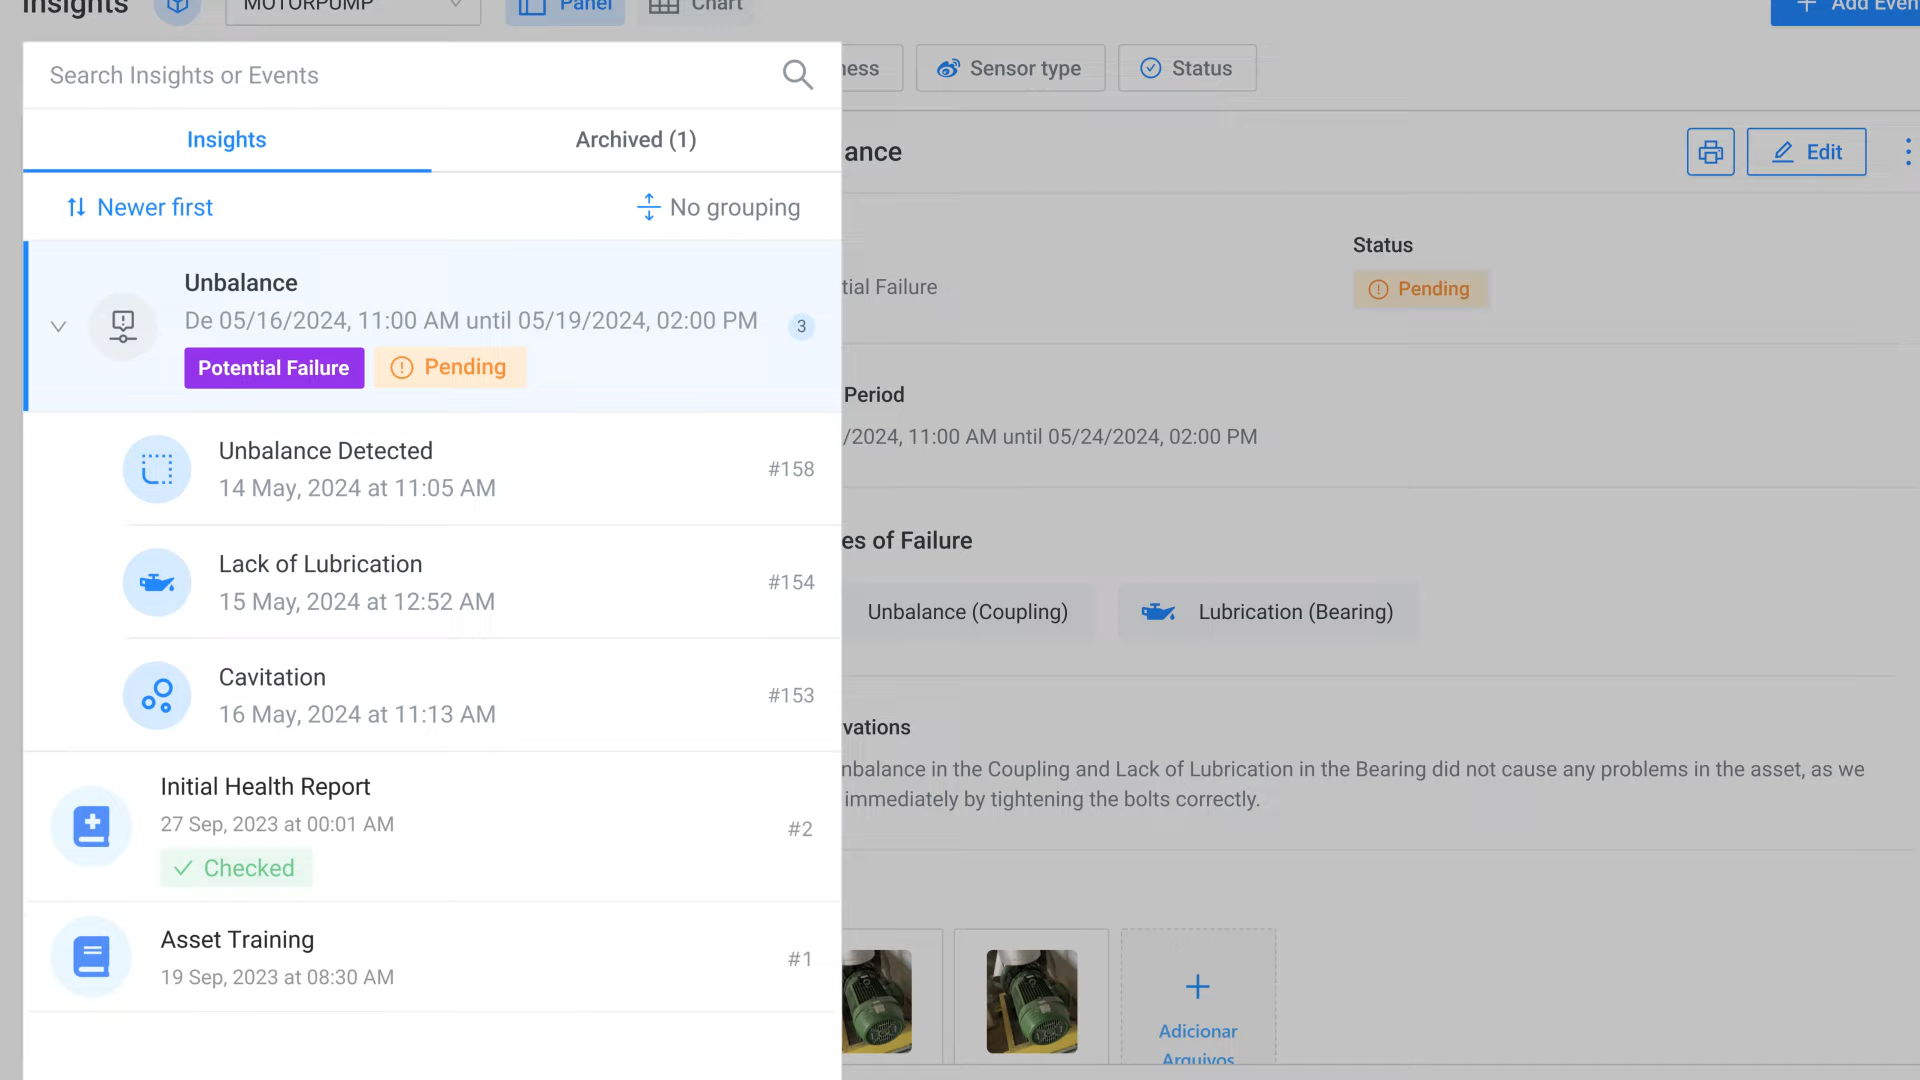 Insights
MOTORPUMP
Panel
Chart
Add Even
Search Insights or Events
ness
Sensor type
Status
Insights
Archived (1)
ance
Edit
Newer first
No grouping
Status
Unbalance
De 05/16/2024, 11:00 AM until 05/19/2024, 02:00 PM
3
Potential Failure
Pending
tial Failure
Pending
Period
/2024, 11:00 AM until 05/24/2024, 02:00 PM
Unbalance Detected
14 May, 2024 at 11:05 AM
#158
es of Failure
Lack of Lubrication
15 May, 2024 at 12:52 AM
#154
Unbalance (Coupling)
Lubrication (Bearing)
Cavitation
16 May, 2024 at 11:13 AM
#153
vations
nbalance in the Coupling and Lack of Lubrication in the Bearing did not cause any problems in the asset, as we
immediately by tightening the bolts correctly.
Initial Health Report
27 Sep, 2023 at 00:01 AM
#2
Checked
Asset Training
19 Sep, 2023 at 08:30 AM
#1
Adicionar
Arquivos